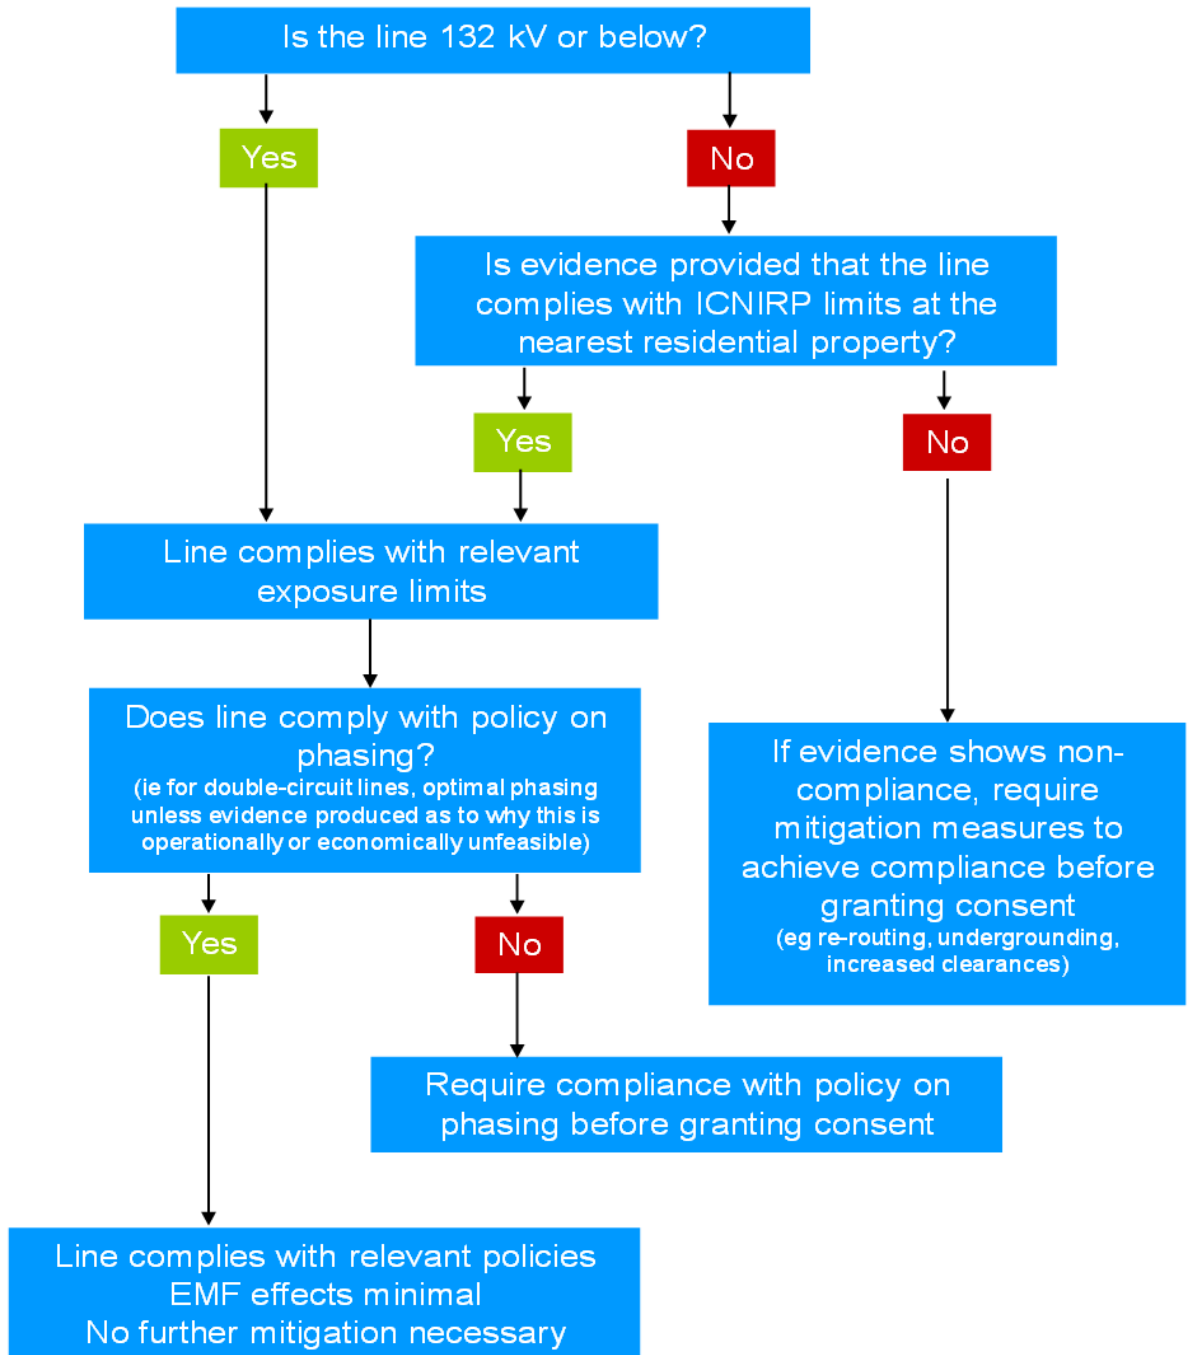 Is the line 132 kV or below?
Yes
No
Is evidence provided that the line
complies with ICNIRP limits at the
nearest residential property?
Yes
No
Line complies with relevant
exposure limits
Does line comply with policy on
phasing?
(ie for double-circuit lines, optimal phasing
unless evidence produced as to why this is
operationally or economically unfeasible)
If evidence shows non-
compliance, require
mitigation measures to
achieve compliance before
granting consent
(eg re-routing, undergrounding,
increased clearances)
Yes
No
Require compliance with policy on
phasing before granting consent
Line complies with relevant policies
EMF effects minimal
No further mitigation necessary